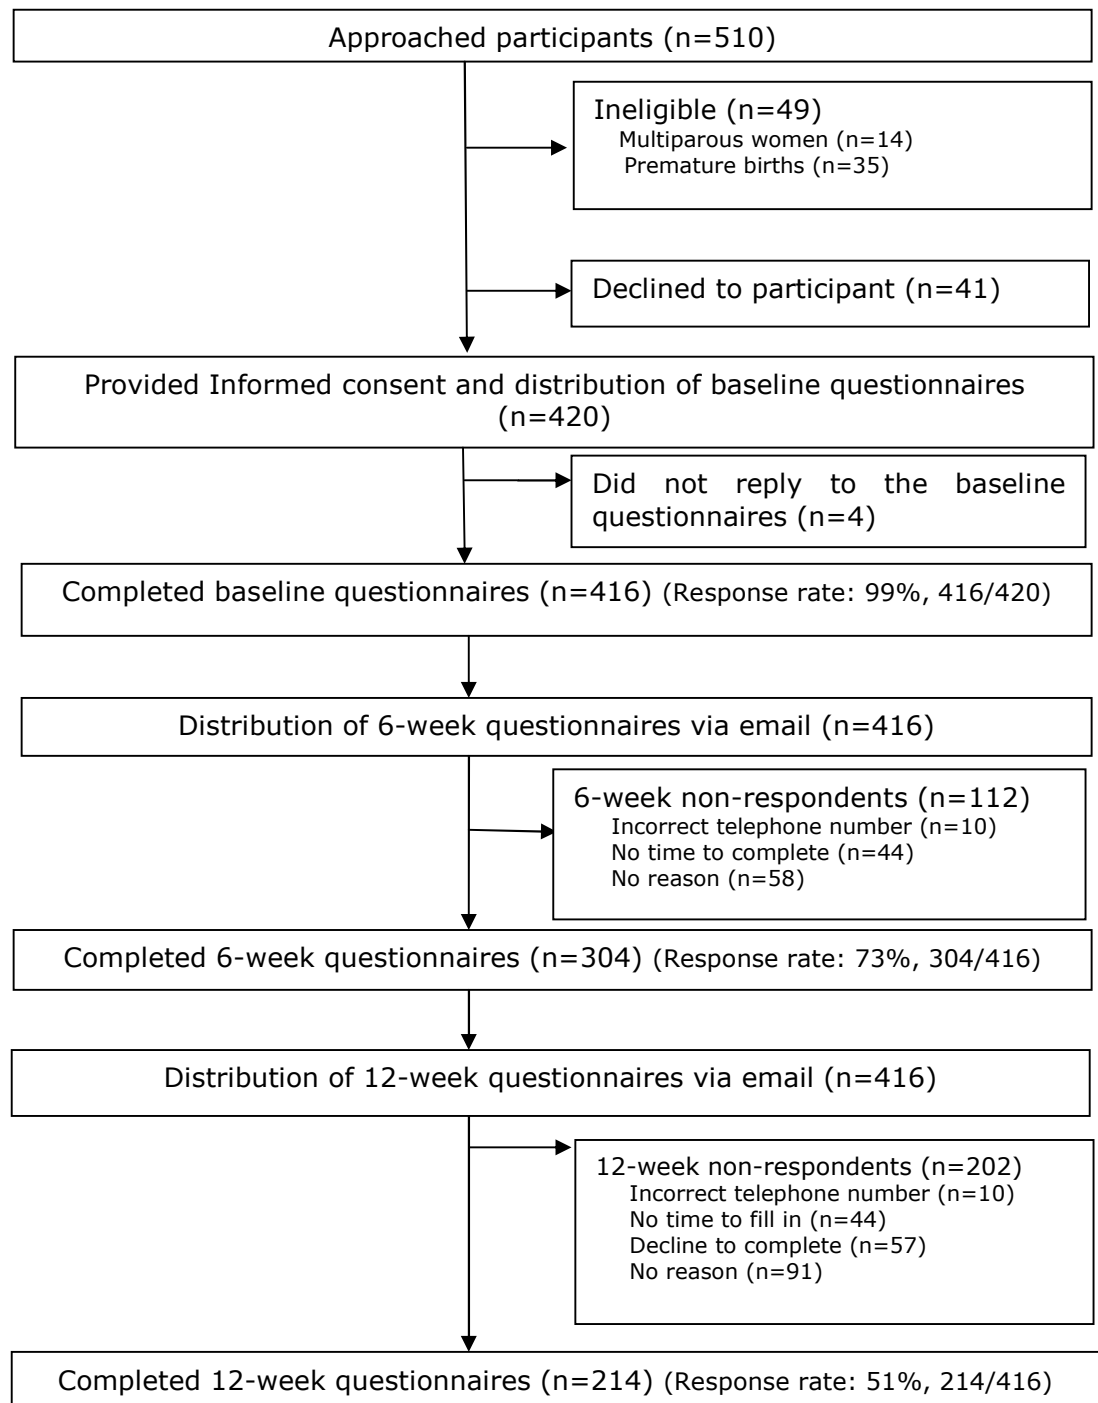 Approached participants (n=510)
Ineligible (n=49)
Multiparous women (n=14)
Premature births (n=35)
Declined to participant (n=41)
Provided Informed consent and distribution of baseline questionnaires
(n=420)
Did not reply to the baseline
questionnaires (n=4)
Completed baseline questionnaires (n=416) (Response rate: 99%, 416/420)
Distribution of 6-week questionnaires via email (n=416)
6-week non-respondents (n=112)
Incorrect telephone number (n=10)
No time to complete (n=44)
No reason (n=58)
Completed 6-week questionnaires (n=304) (Response rate: 73%, 304/416)
Distribution of 12-week questionnaires via email (n=416)
12-week non-respondents (n=202)
Incorrect telephone number (n=10)
No time to fill in (n=44)
Decline to complete (n=57)
No reason (n=91)
Completed 12-week questionnaires (n=214) (Response rate: 51%, 214/416)